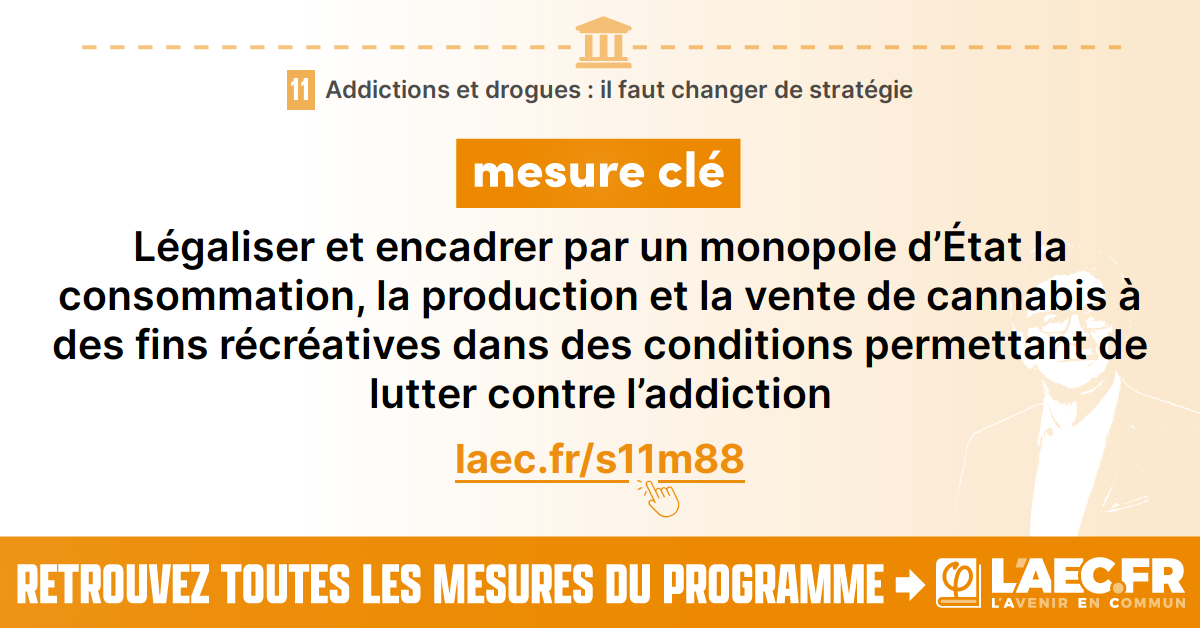 11 Addictions et drogues : il faut changer de stratégie
mesure clé
Légaliser et encadrer par un monopole d’État la
consommation, la production et la vente de cannabis à
des fins récréatives dans des conditions permettant de
lutter contre l’addiction
laec.fr/s11m88
RETROUVEZ TOUTES LES MESURES DU PROGRAMME
φ L'AEC.FR
L'AVENIR EN COMMUN